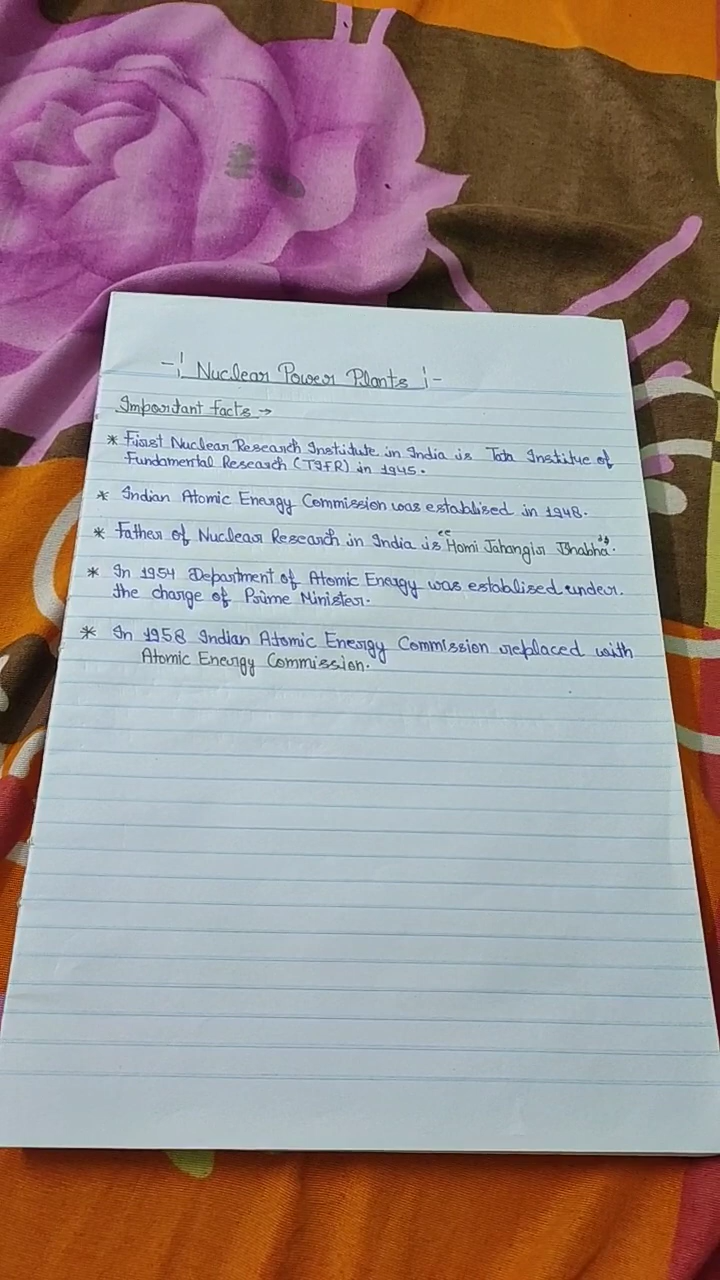 -: Nuclear Power Plants :-
Important Facts →
* First Nuclear Research Institute in India is Tata Institue of
Fundamental Research (TIFR) in 1945.
* Indian Atomic Energy Commission was establised in 1948.
* Father of Nuclear Research in India is "Homi Jahangir Bhabha".
* In 1954 Department of Atomic Energy was establised under
the charge of Prime Minister.
* In 1958 Indian Atomic Energy Commission replaced with
Atomic Energy Commission.